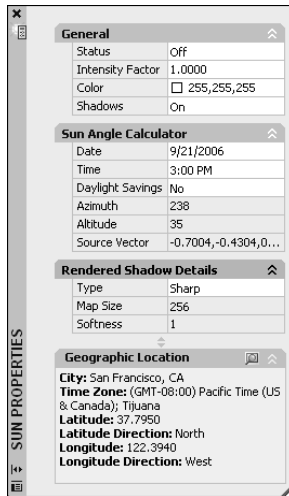 General
Status Off
Intensity Factor 1.0000
Color 255,255,255
Shadows On
Sun Angle Calculator
Date 9/21/2006
Time 3:00 PM
Daylight Savings No
Azimuth 238
Altitude 35
Source Vector -0.7004,-0.4304,0...
Rendered Shadow Details
Type Sharp
Map Size 256
Softness 1
Geographic Location
City: San Francisco, CA
Time Zone: (GMT-08:00) Pacific Time (US
& Canada); Tijuana
Latitude: 37.7950
Latitude Direction: North
Longitude: 122.3940
Longitude Direction: West
SUN PROPERTIES